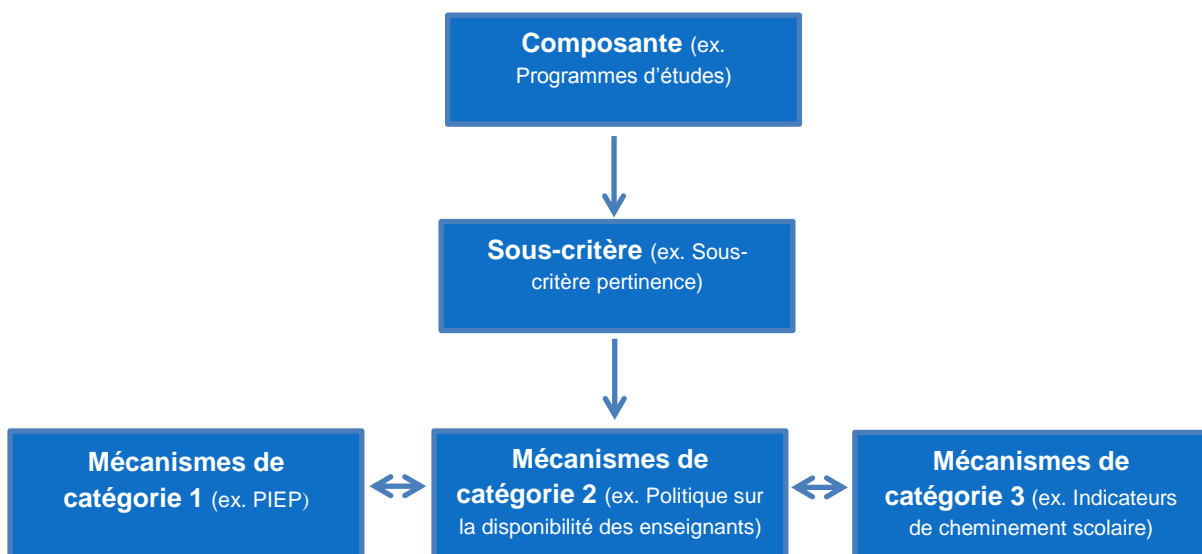 Composante (ex.
Programmes d'études)
Sous-critère (ex. Sous-
critère pertinence)
Mécanismes de
catégorie 1 (ex. PIEP)
Mécanismes de
catégorie 2 (ex. Politique sur
la disponibilité des enseignants)
Mécanismes de
catégorie 3 (ex. Indicateurs
de cheminement scolaire)